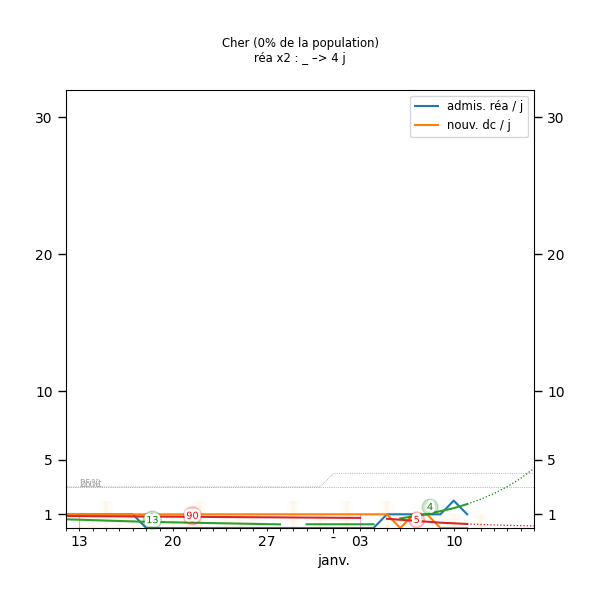 Cher (0% de la population)
réa x2 : _ –> 4 j
admis. réa / j
nouv. dc / j
30 30
20 20
10 10
5 5
1 1
13 90 4 5
13 20 27 - 03 10
janv.